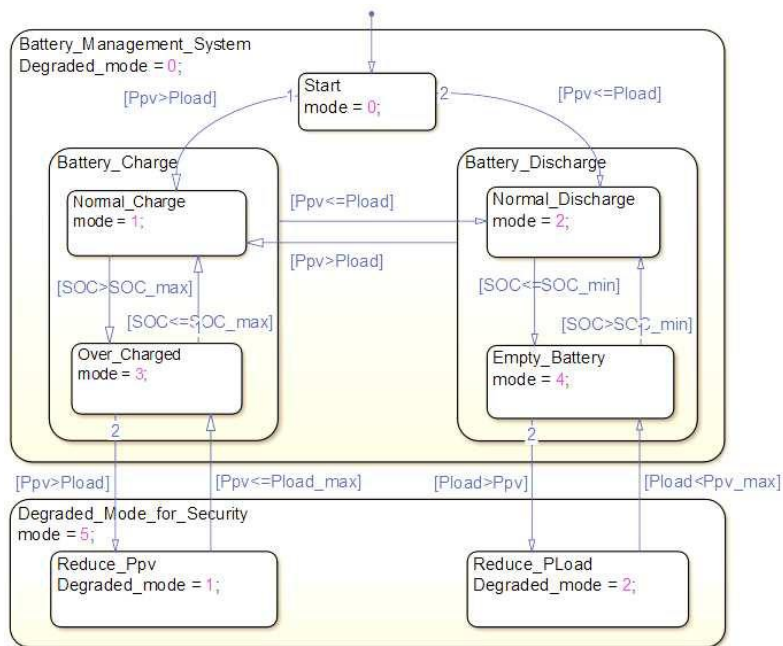 Battery_Management_System
Degraded_mode = 0;
Start
mode = 0;
[Ppv>Pload]
1
2
[Ppv<=Pload]
Battery_Charge
Battery_Discharge
Normal_Charge
mode = 1;
Normal_Discharge
mode = 2;
[Ppv<=Pload]
[Ppv>Pload]
[SOC>SOC_max]
[SOC<=SOC_max]
[SOC<=SOC_min]
[SOC>SOC_min]
Over_Charged
mode = 3;
Empty_Battery
mode = 4;
2
2
[Ppv>Pload]
[Ppv<=Pload_max]
[Pload>Ppv]
[Pload<Ppv_max]
Degraded_Mode_for_Security
mode = 5;
Reduce_Ppv
Degraded_mode = 1;
Reduce_PLoad
Degraded_mode = 2;